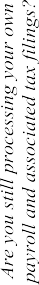 Are you still processing your own
payroll and associated tax filings?